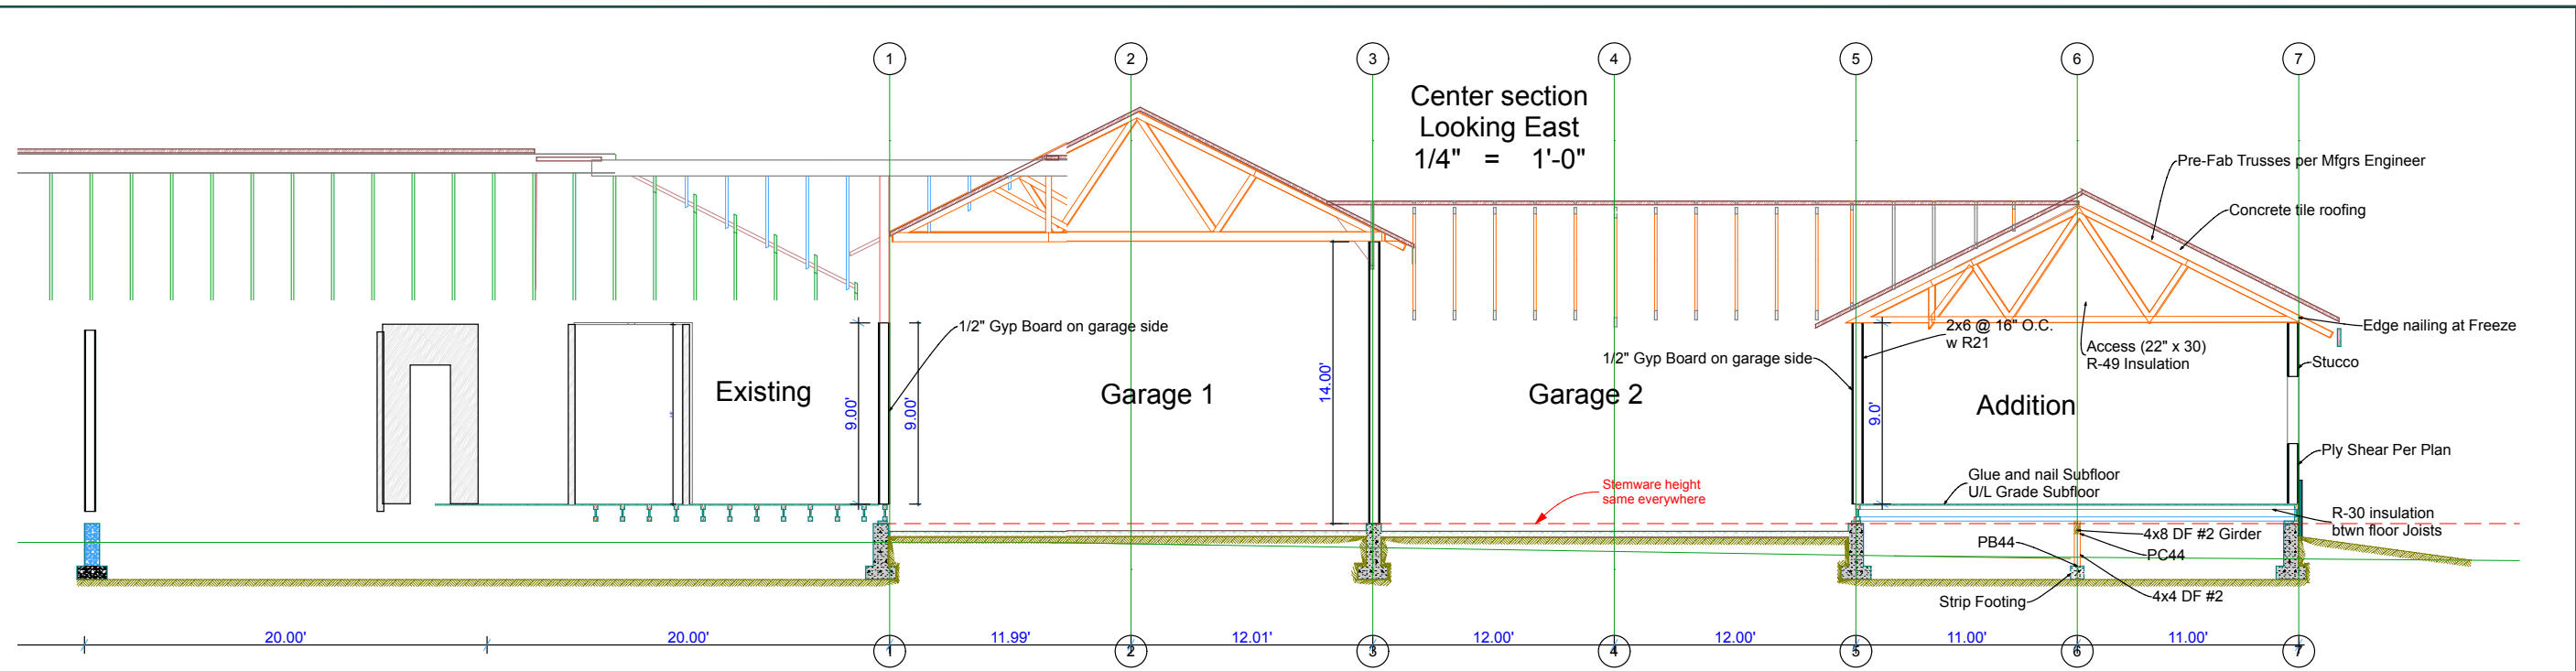 1
2
3
4
5
6
7
Center section
Looking East
1/4" = 1'-0"
Pre-Fab Trusses per Mfgrs Engineer
Concrete tile roofing
1/2" Gyp Board on garage side
2x6 @ 16" O.C.
w R21
Edge nailing at Freeze
Access (22" x 30)
R-49 Insulation
1/2" Gyp Board on garage side
Stucco
Existing
Garage 1
Garage 2
Addition
9.00'
9.00'
14.00'
9.0'
Ply Shear Per Plan
Glue and nail Subfloor
U/L Grade Subfloor
Stemware height
same everywhere
R-30 insulation
btwn floor Joists
4x8 DF #2 Girder
PB44
PC44
Strip Footing
4x4 DF #2
20.00'
20.00'
11.99'
12.01'
12.00'
12.00'
11.00'
11.00'
1
2
3
4
5
6
7